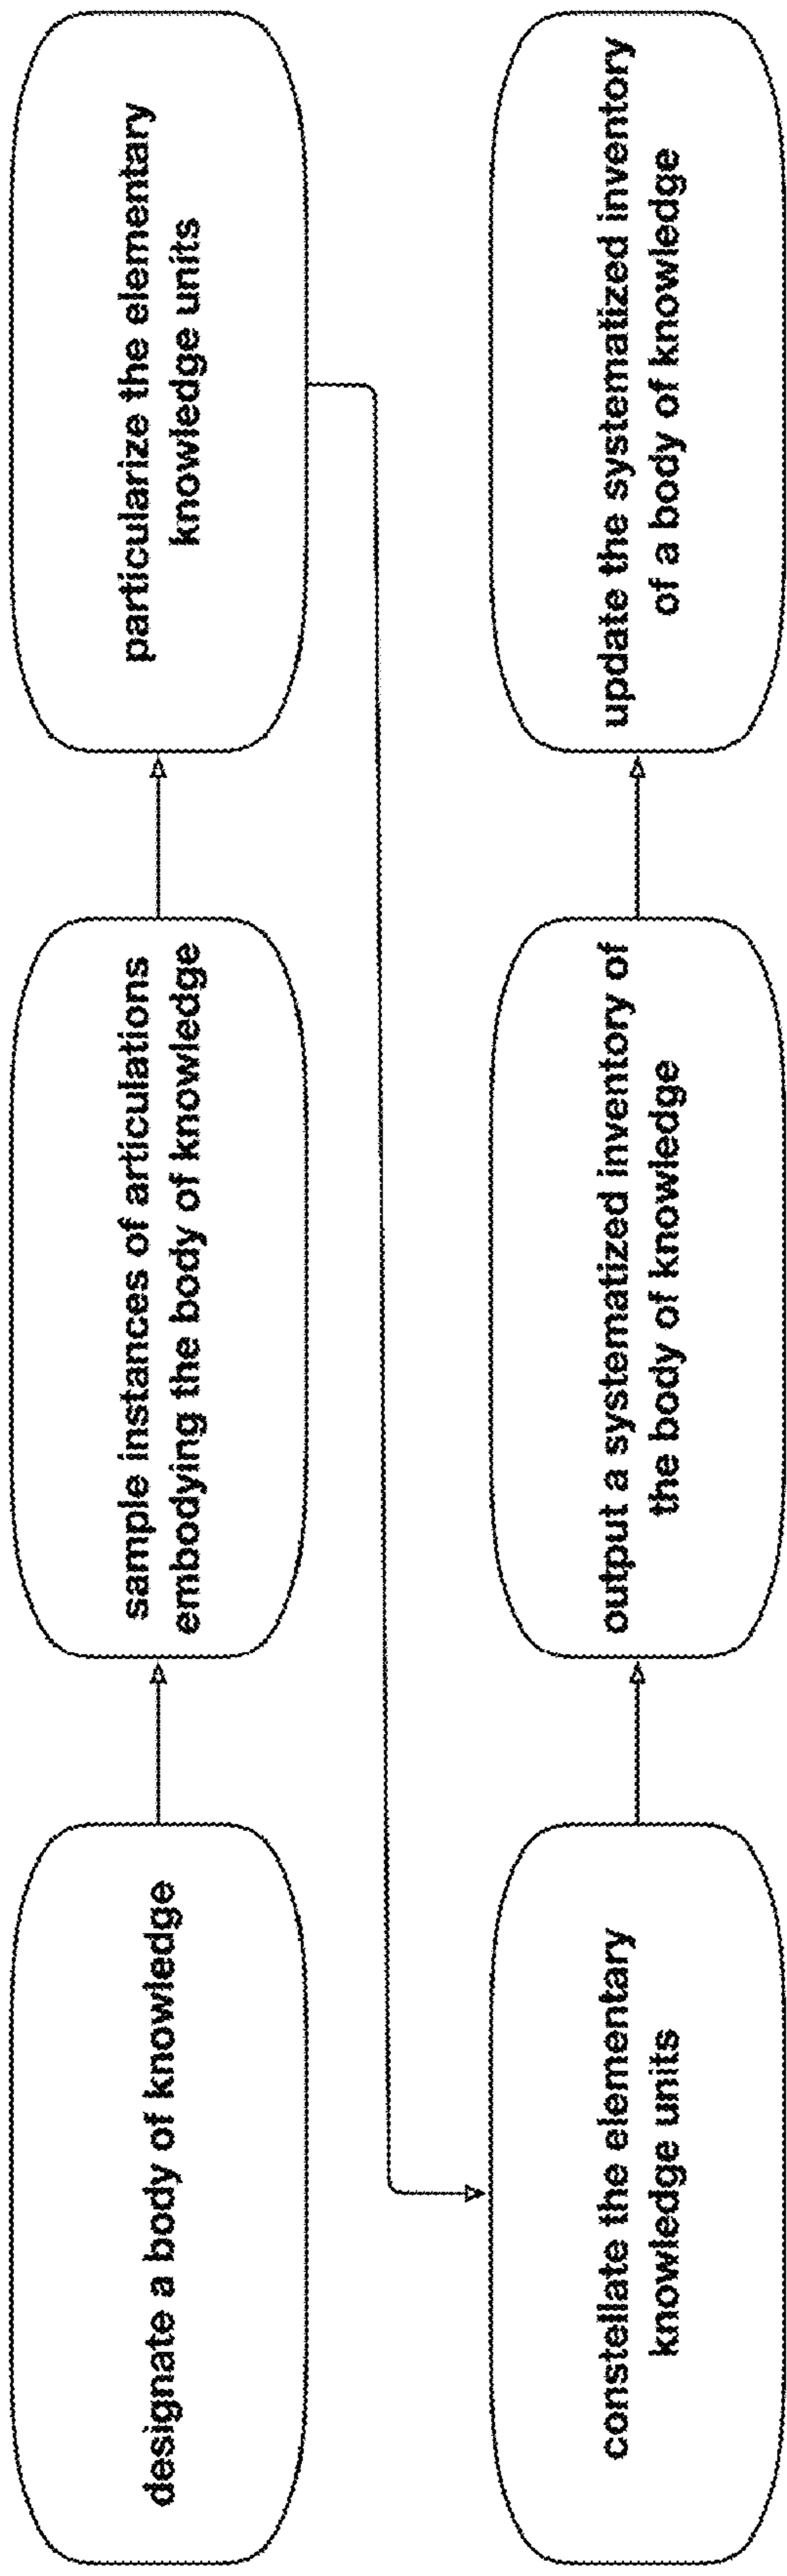 designate a body of knowledge
sample instances of articulations
embodying the body of knowledge
particularize the elementary
knowledge units
constellate the elementary
knowledge units
output a systematized inventory of
the body of knowledge
update the systematized inventory
of a body of knowledge